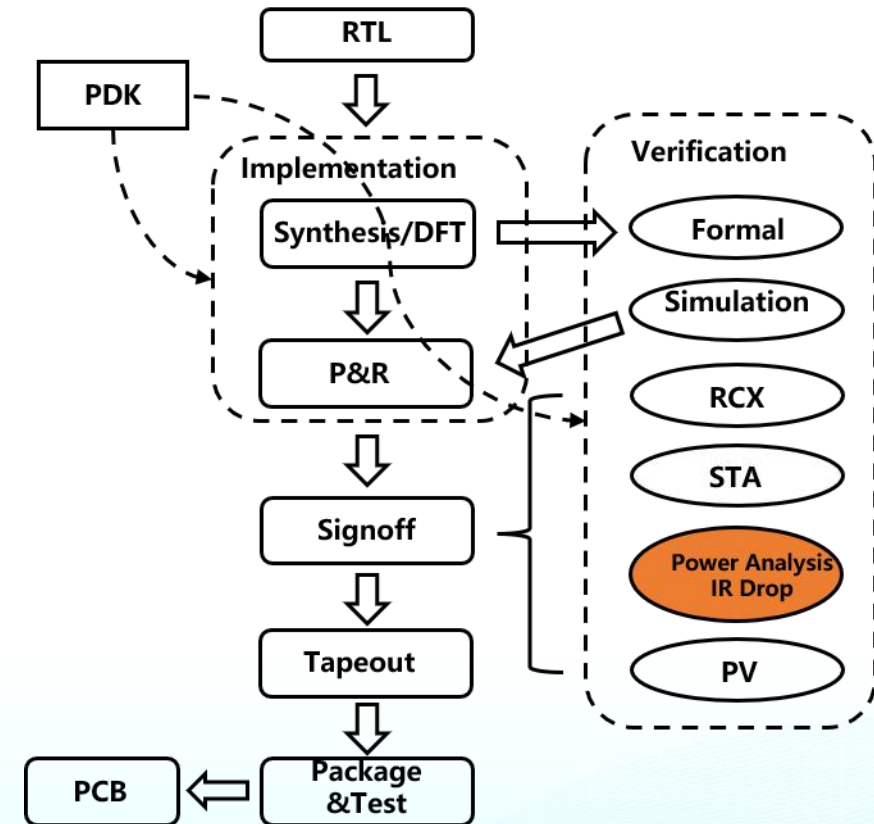 RTL
PDK
Implementation
Verification
Synthesis/DFT
Formal
Simulation
P&R
RCX
STA
Signoff
Power Analysis
IR Drop
Tapeout
PV
Package
&Test
PCB